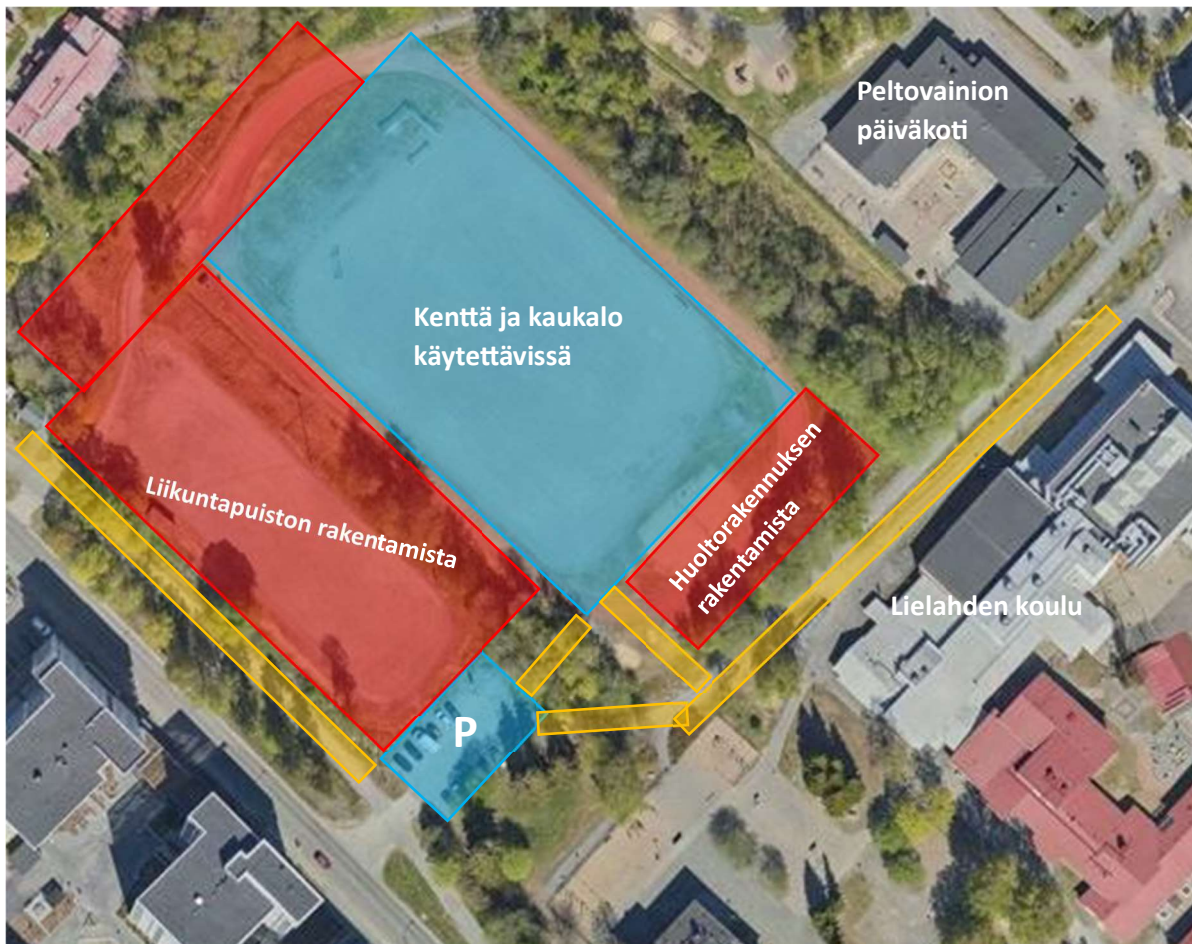 Peltovainion
päiväkoti
Kenttä ja kaukalo
käytettävissä
Liikuntapuiston rakentamista
Huoltorakennuksen
rakentamista
Lielahden koulu
P